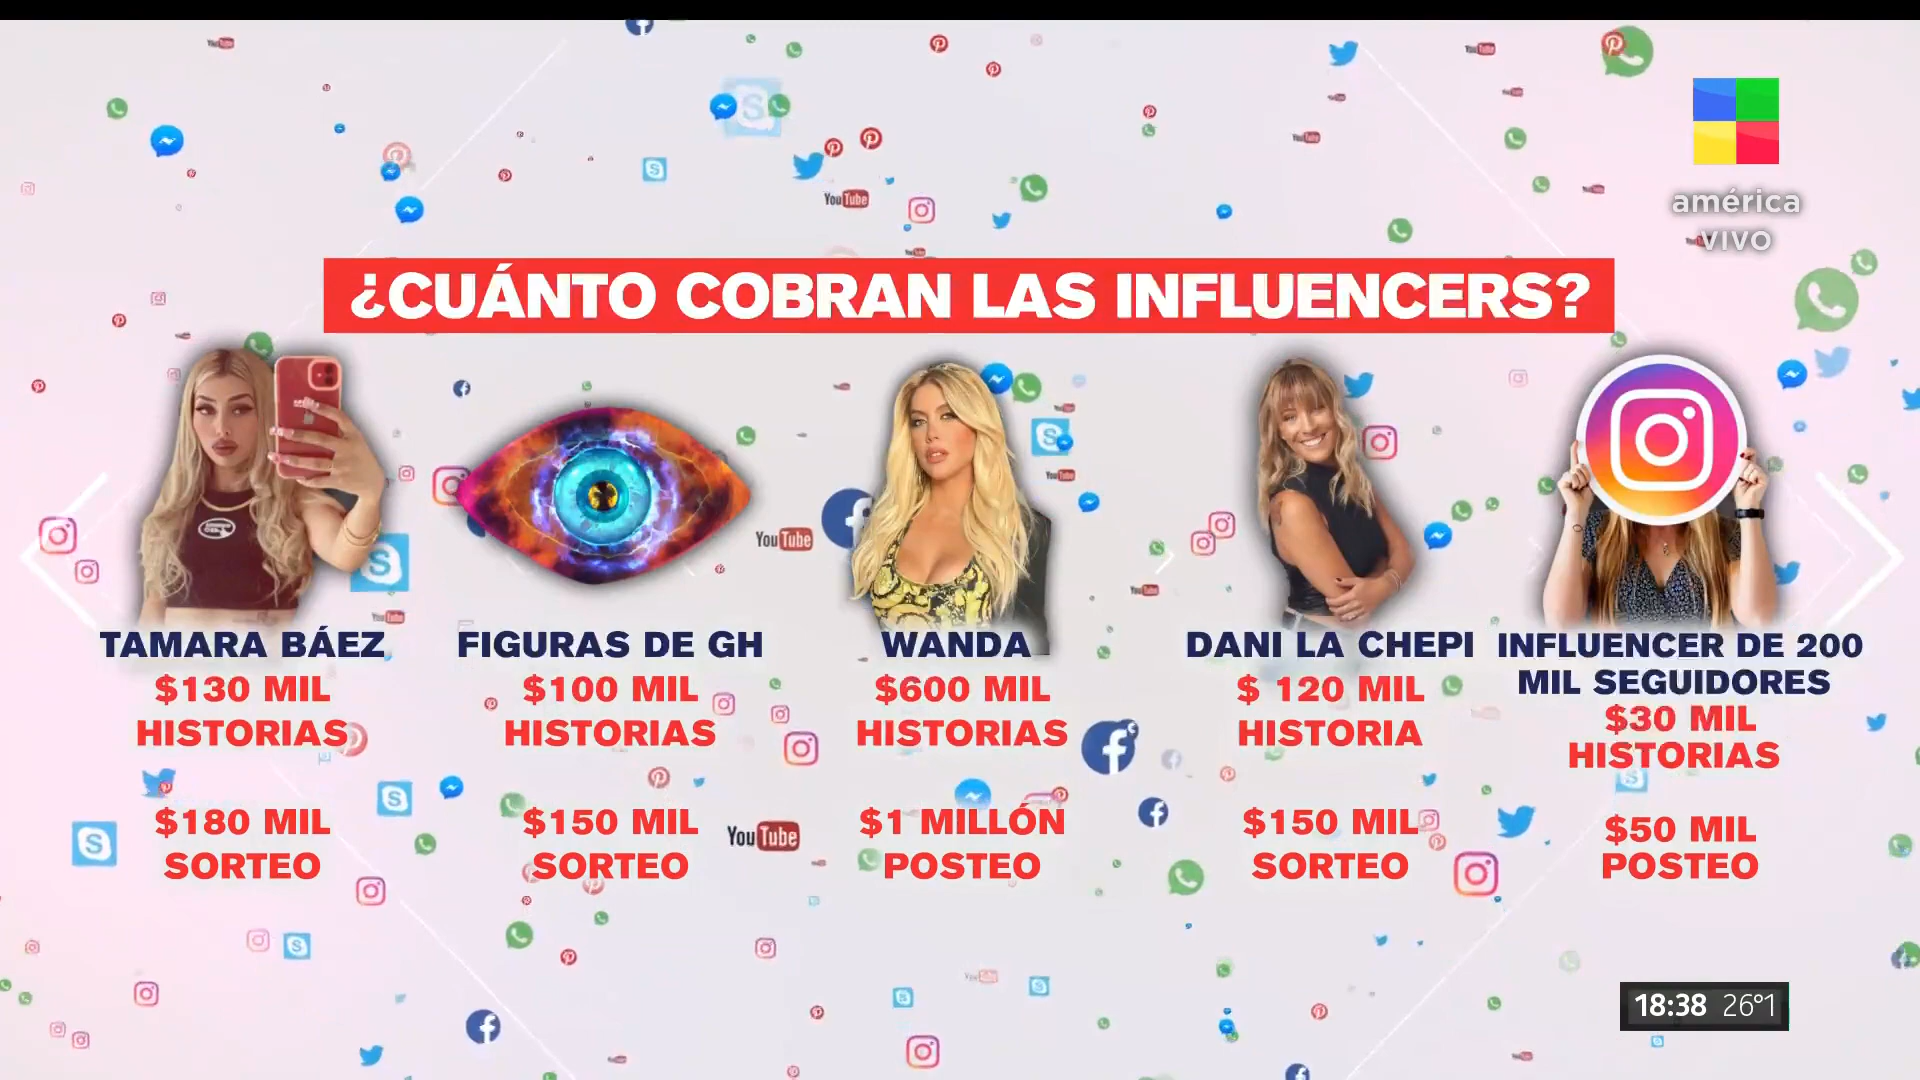 américa
VIVO
¿CUÁNTO COBRAN LAS INFLUENCERS?
TAMARA BÁEZ
$130 MIL
HISTORIAS
$180 MIL
SORTEO
FIGURAS DE GH
$100 MIL
HISTORIAS
$150 MIL
SORTEO
WANDA
$600 MIL
HISTORIAS
$1 MILLÓN
POSTEO
DANI LA CHEPI
$ 120 MIL
HISTORIA
$150 MIL
SORTEO
INFLUENCER DE 200
MIL SEGUIDORES
$30 MIL
HISTORIAS
$50 MIL
POSTEO
YouTube
YouTube
YouTube
18:38 26°1